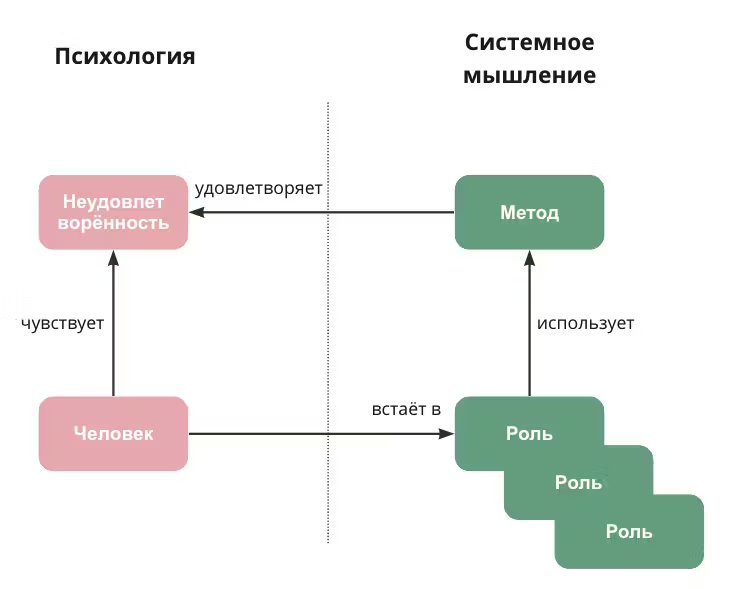 Психология
Системное
мышление
Неудовлет
ворённость
удовлетворяет
Метод
чувствует
использует
Человек
встаёт в
Роль
Роль
Роль